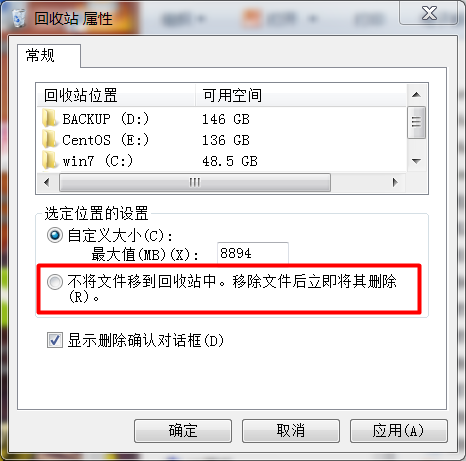 回收站 属性
常规
回收站位置 可用空间
BACKUP (D:) 146 GB
CentOS (E:) 136 GB
win7 (C:) 48.5 GB
选定位置的设置
自定义大小(C):
最大值(MB)(X): 8894
不将文件移到回收站中。移除文件后立即将其删除
(R)。
显示删除确认对话框(D)
确定 取消 应用(A)